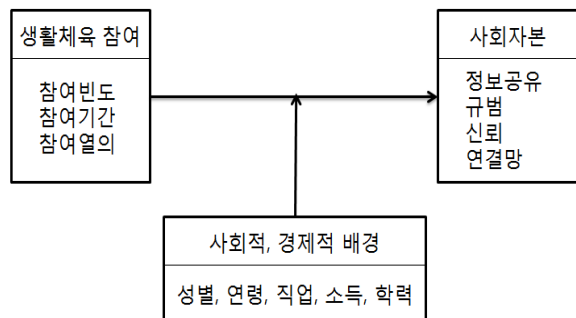 생활체육 참여
참여빈도
참여기간
참여열의
사회자본
정보공유
규범
신뢰
연결망
사회적, 경제적 배경
성별, 연령, 직업, 소득, 학력